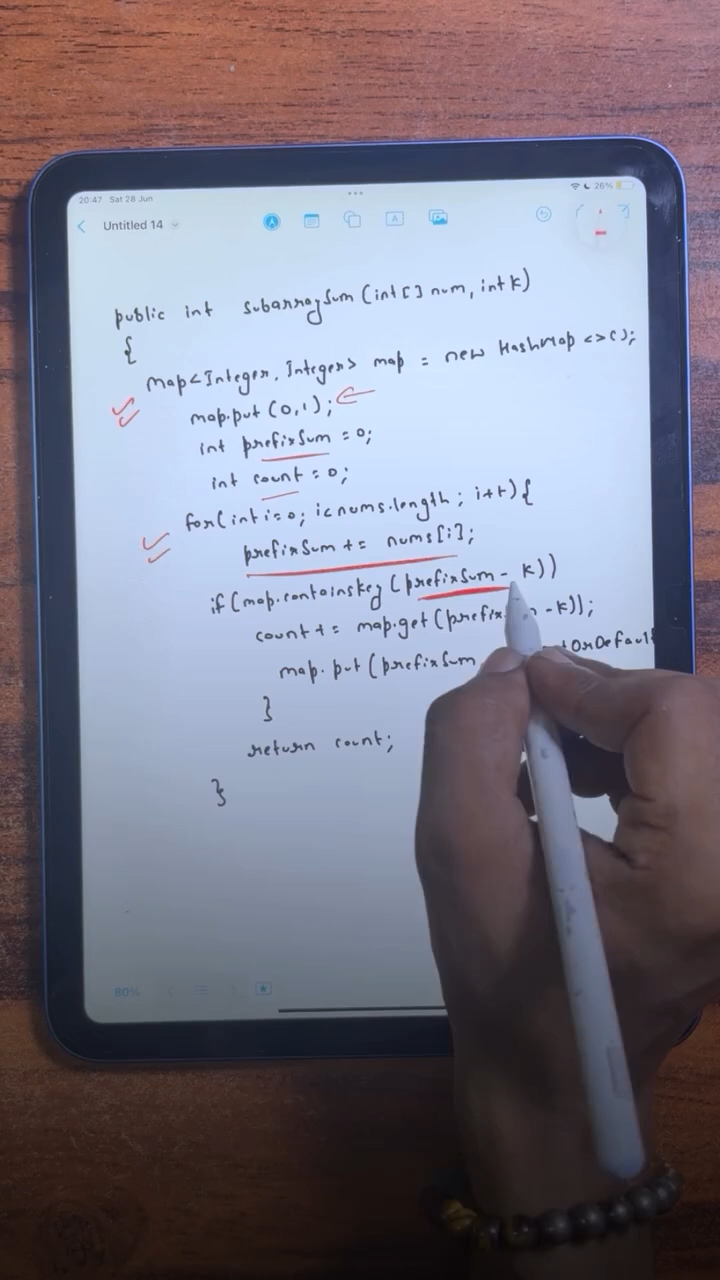 20:47 Sat 28 Jun
26%
Untitled 14
A
public int subarraySum (int[] num, int k)
{
Map<Integer, Integer> map = new HashMap <>();
map.put (0,1);
int prefixSum = 0;
int count = 0;
for(int i=0; i<nums.length; i++){
prefixSum += nums[i];
if(map.containsKey (prefixSum - k))
count += map.get(prefix - k));
map.put (prefixSum OrDefault
}
return count;
}
80%